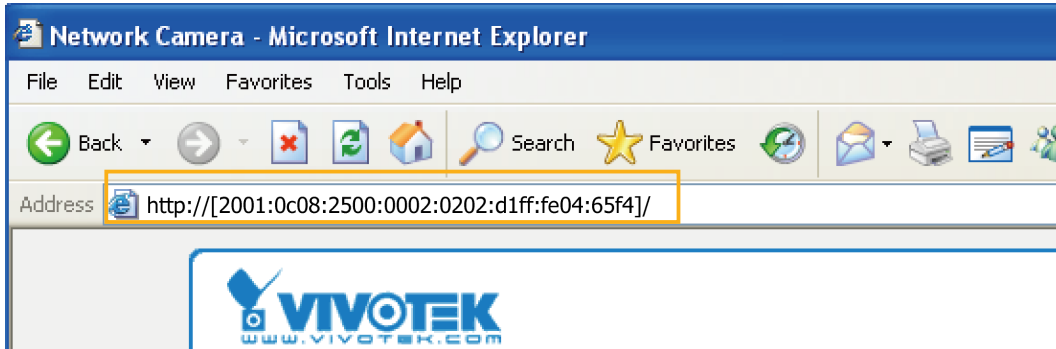 Network Camera - Microsoft Internet Explorer
File Edit View Favorites Tools Help
Back Search Favorites
Address http://[2001:0c08:2500:0002:0202:d1ff:fe04:65f4]/
VIVOTEK
www.vivotek.com